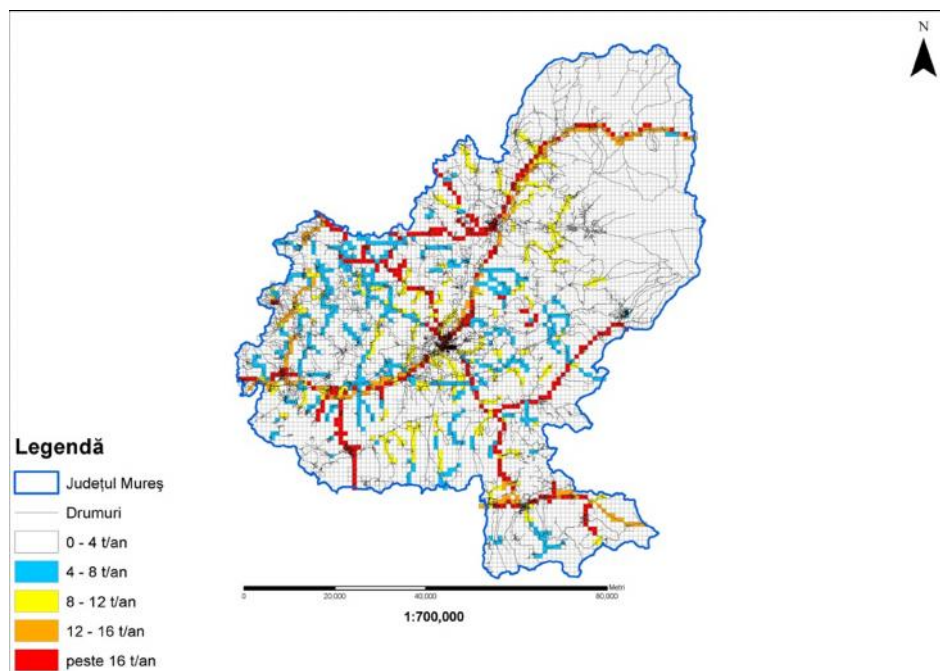 N
Legendă
Județul Mureș
Drumuri
0 - 4 t/an
4 - 8 t/an
8 - 12 t/an
12 - 16 t/an
peste 16 t/an
Metri
0 20,000 40,000 80,000
1:700,000